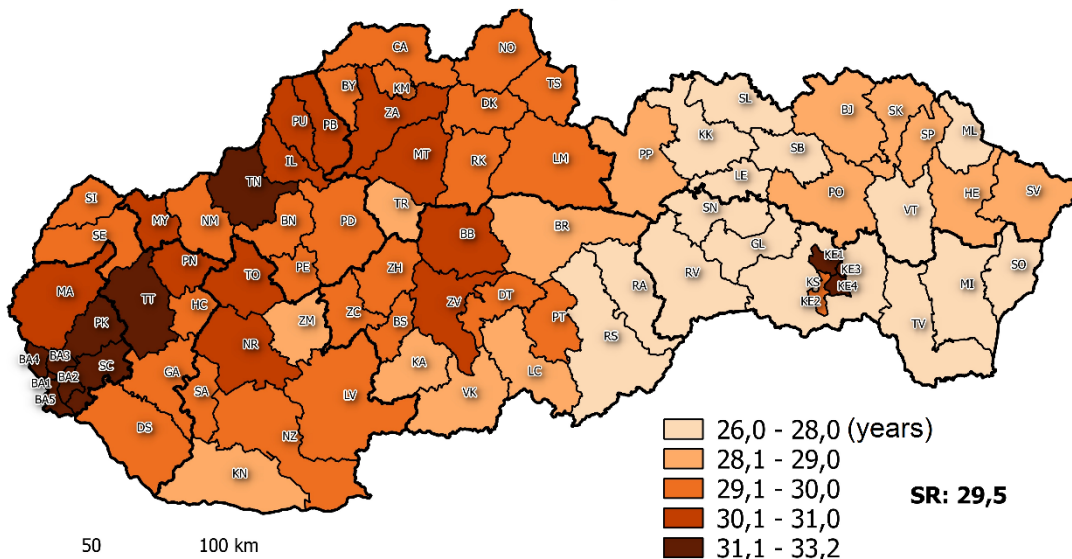 CA
NO
BY
KM
TS
PU
PB
ZA
DK
SL
BJ
SK
SP
ML
IL
MT
RK
LM
PP
KK
SB
TN
LE
PO
HE
SV
SI
MY
NM
BN
PD
TR
VT
SE
BB
BR
SN
GL
PN
TO
PE
ZH
RV
KE1
SO
MA
TT
HC
ZV
DT
RA
KS
KE3
MI
PK
ZM
ZC
BS
PT
KE2
KE4
BA4
BA3
SC
NR
RS
TV
BA1
BA2
GA
KA
LC
BA5
SA
LV
VK
DS
NZ
KN
26,0 - 28,0 (years)
28,1 - 29,0
29,1 - 30,0
30,1 - 31,0
31,1 - 33,2
SR: 29,5
50 100 km